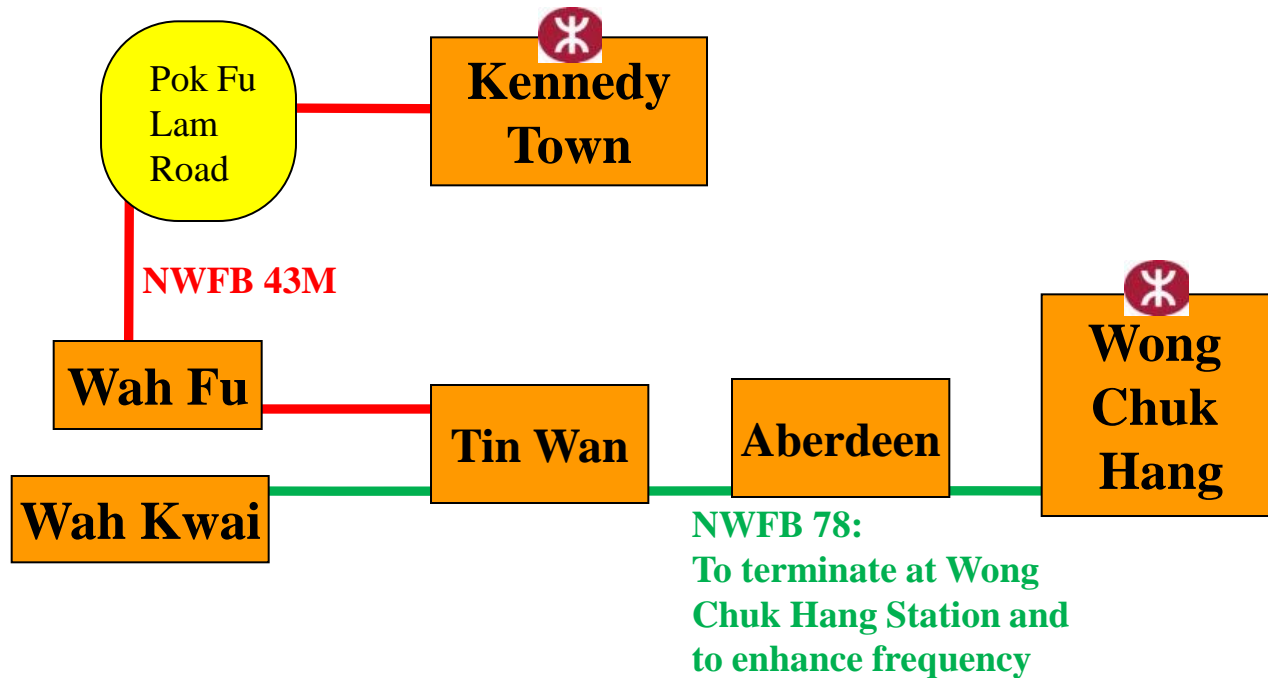 Pok Fu
Lam
Road
Kennedy
Town
NWFB 43M
Wah Fu
Tin Wan
Aberdeen
Wong
Chuk
Hang
Wah Kwai
NWFB 78:
To terminate at Wong
Chuk Hang Station and
to enhance frequency